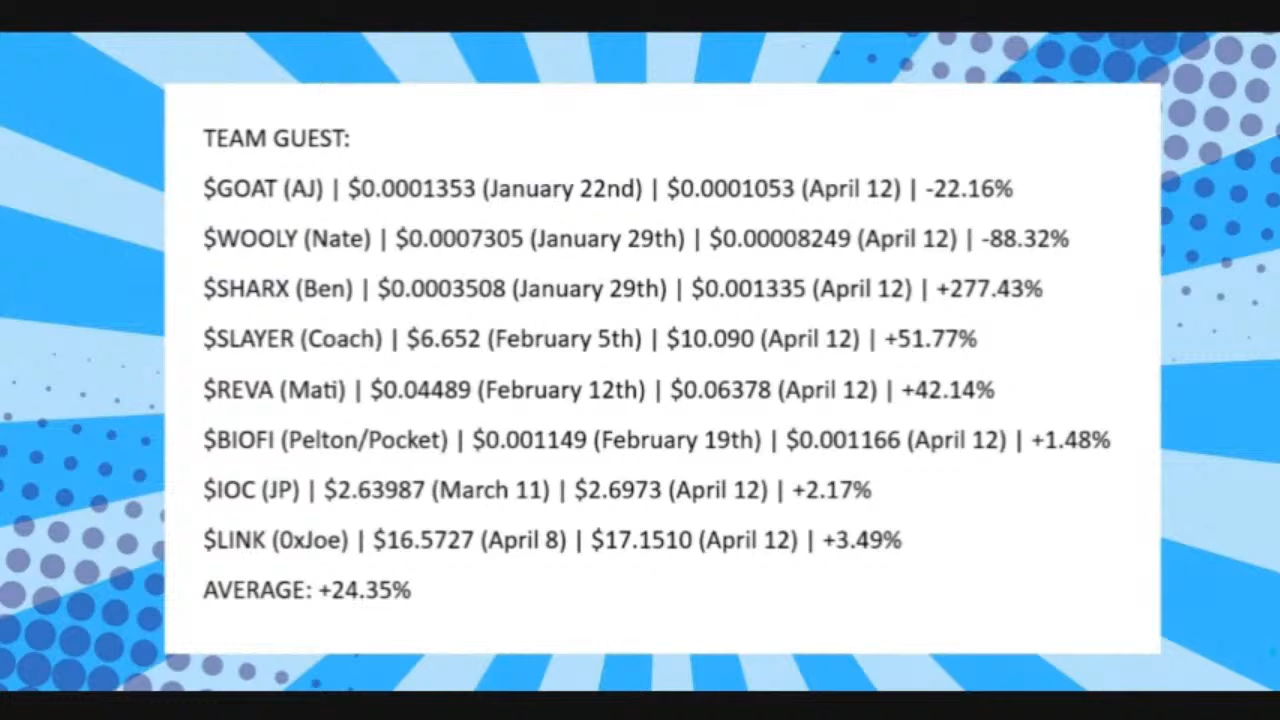 TEAM GUEST:
$GOAT (AJ) | $0.0001353 (January 22nd) | $0.0001053 (April 12) | -22.16%
$WOOLY (Nate) | $0.0007305 (January 29th) | $0.00008249 (April 12) | -88.32%
$SHARX (Ben) | $0.0003508 (January 29th) | $0.001335 (April 12) | +277.43%
$SLAYER (Coach) | $6.652 (February 5th) | $10.090 (April 12) | +51.77%
$REVA (Mati) | $0.04489 (February 12th) | $0.06378 (April 12) | +42.14%
$BIOFI (Pelton/Pocket) | $0.001149 (February 19th) | $0.001166 (April 12) | +1.48%
$IOC (JP) | $2.63987 (March 11) | $2.6973 (April 12) | +2.17%
$LINK (0xJoe) | $16.5727 (April 8) | $17.1510 (April 12) | +3.49%
AVERAGE: +24.35%